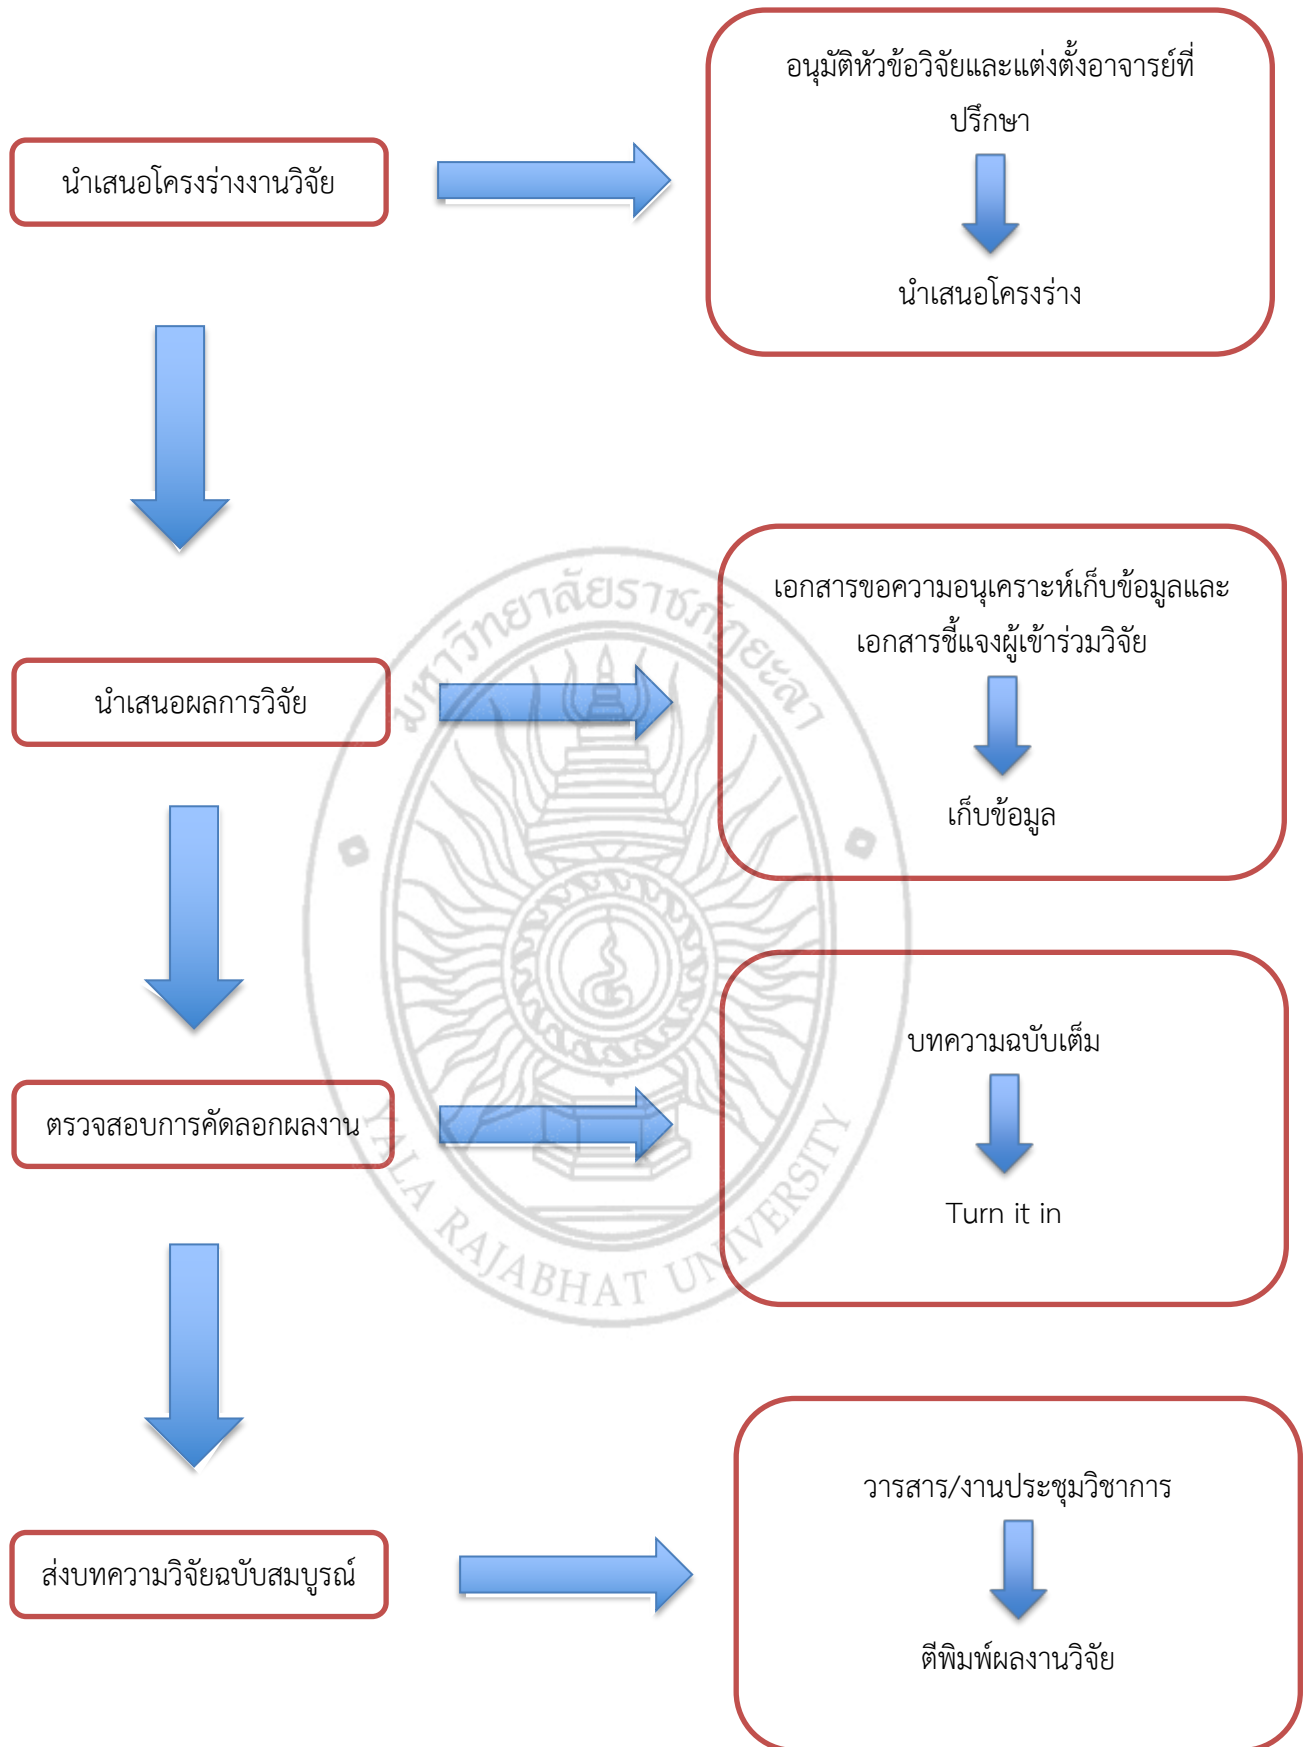 อนุมัติหัวข้อวิจัยและแต่งตั้งอาจารย์ที่
ปรึกษา
นำเสนอโครงร่างงานวิจัย
นำเสนอโครงร่าง
เอกสารขอความอนุเคราะห์เก็บข้อมูลและ
เอกสารชี้แจงผู้เข้าร่วมวิจัย
นำเสนอผลการวิจัย
เก็บข้อมูล
มหาวิทยาลัยราชภัฏยะลา
บทความฉบับเต็ม
ตรวจสอบการคัดลอกผลงาน
Turn it in
YALA RAJABHAT UNIVERSITY
วารสาร/งานประชุมวิชาการ
ส่งบทความวิจัยฉบับสมบูรณ์
ตีพิมพ์ผลงานวิจัย